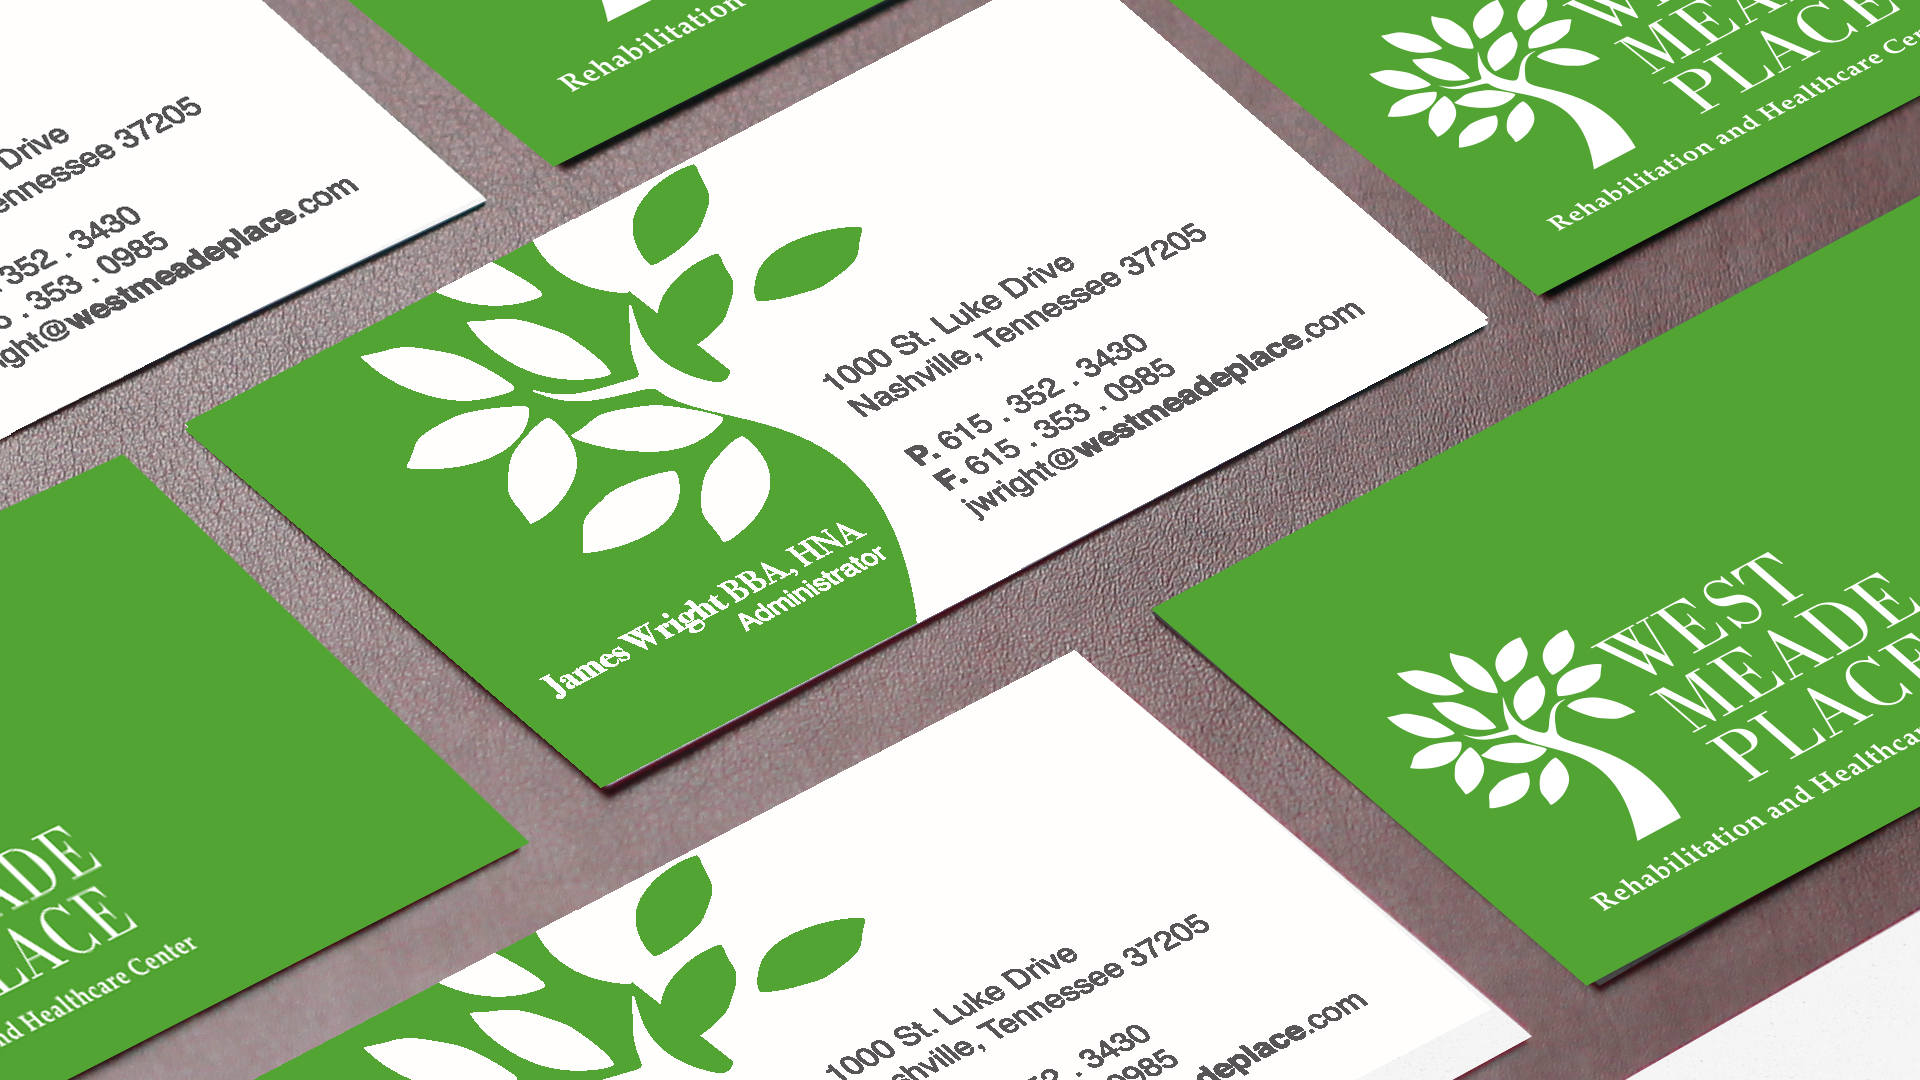 Drive
37205
352 . 3430
353 . 0985
@westmeadeplace.com
Rehabilitation
WEST
MEADE
PLACE
Rehabilitation and Healthcare
1000 St. Luke Drive
Nashville, Tennessee 37205
P. 615 . 352 . 3430
F. 615 . 353 . 0985
jwright@westmeadeplace.com
James Wright BBA, HNA
Administrator
WEST
MEADE
PLACE
Rehabilitation and Healthcare
Healthcare Center
1000 St. Luke Drive
Tennessee 37205
3430
0985
.com